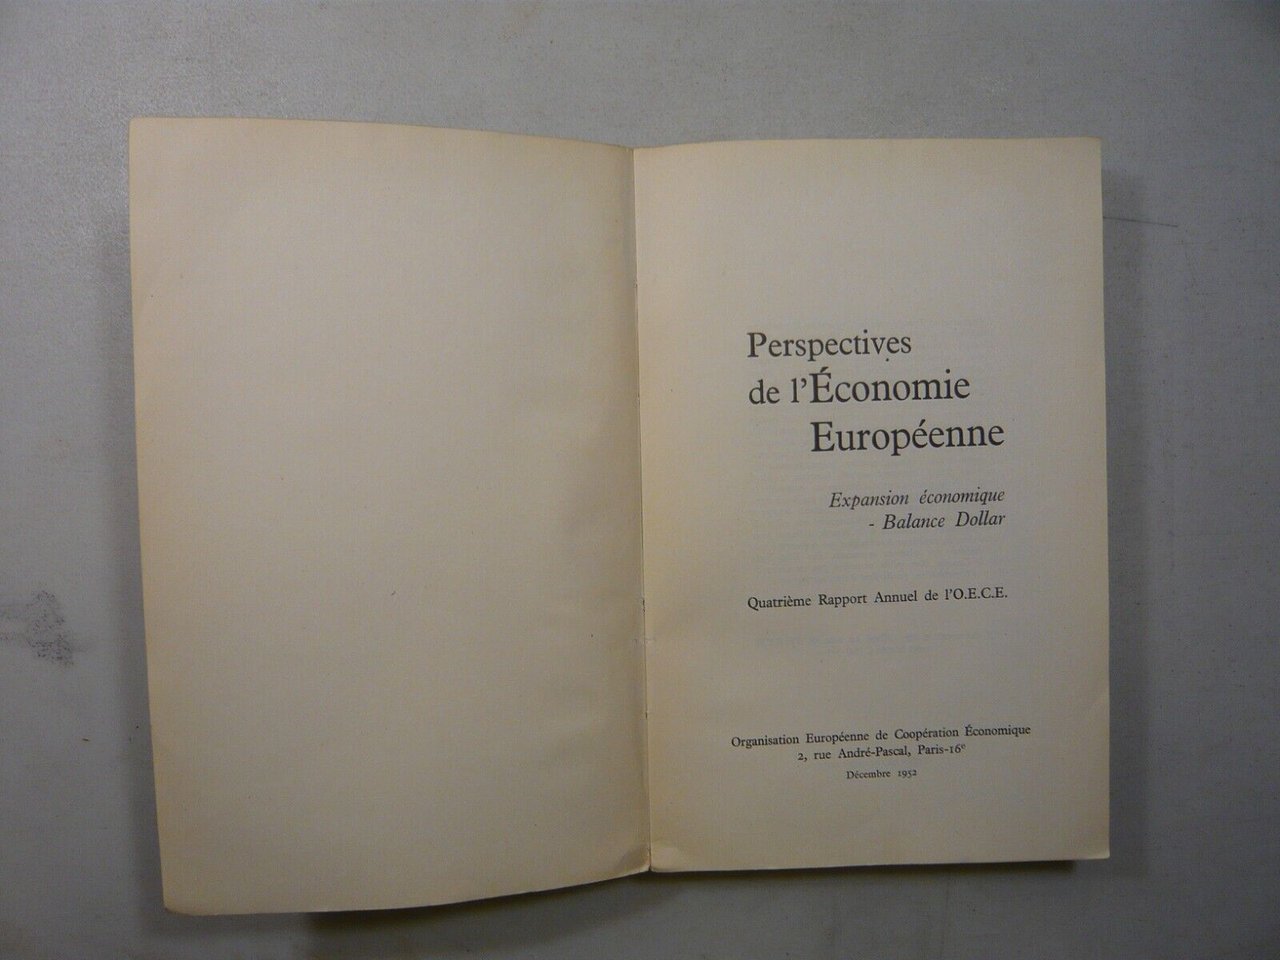 Perspectives
de l'Économie
Européenne
Expansion économique
- Balance Dollar
Quatrième Rapport Annuel de l'O.E.C.E.
Organisation Européenne de Coopération Économique
2, rue André-Pascal, Paris-16e
Décembre 1952